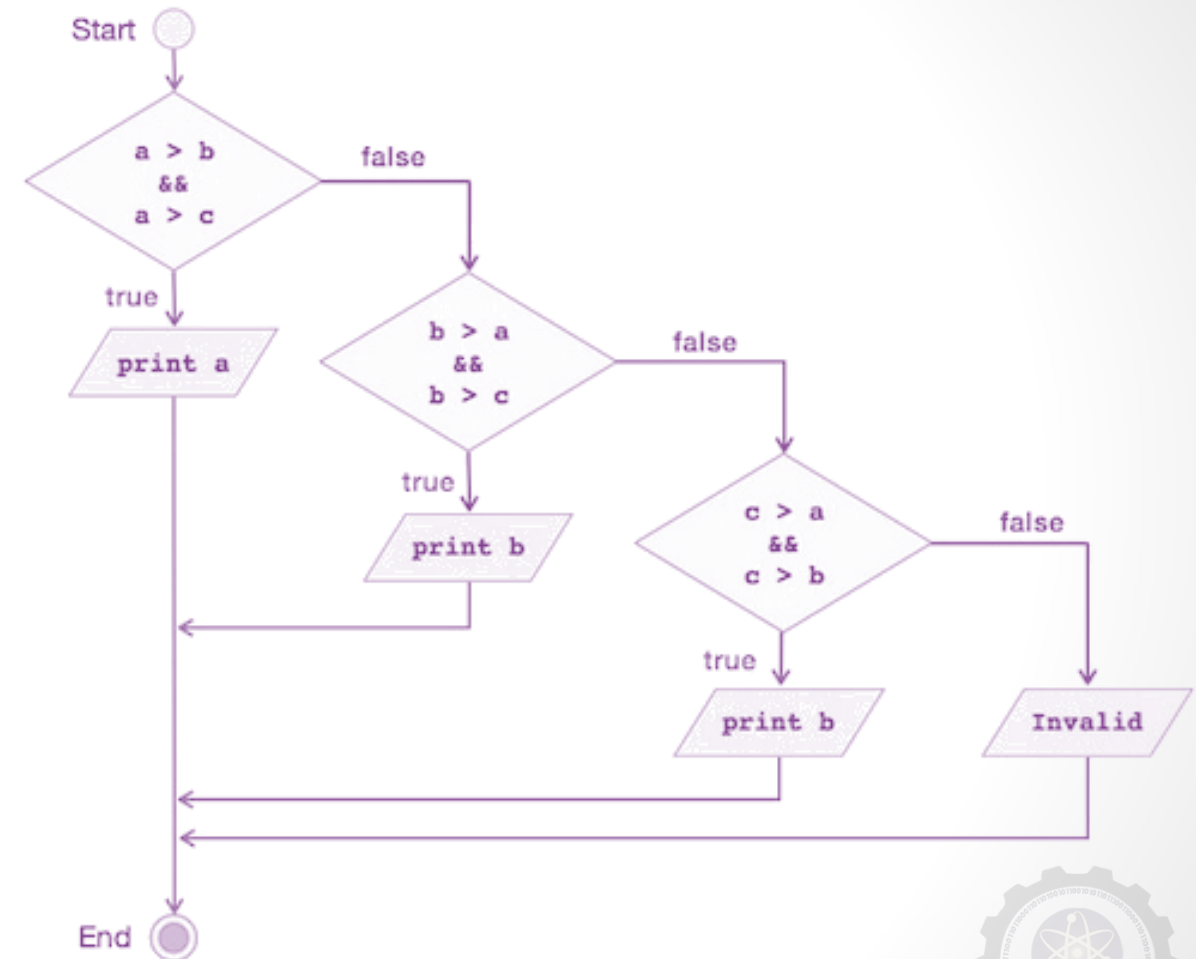 Start
a > b
&&
a > c
false
true
print a
b > a
&&
b > c
false
true
print b
c > a
&&
c > b
false
true
print b
Invalid
End